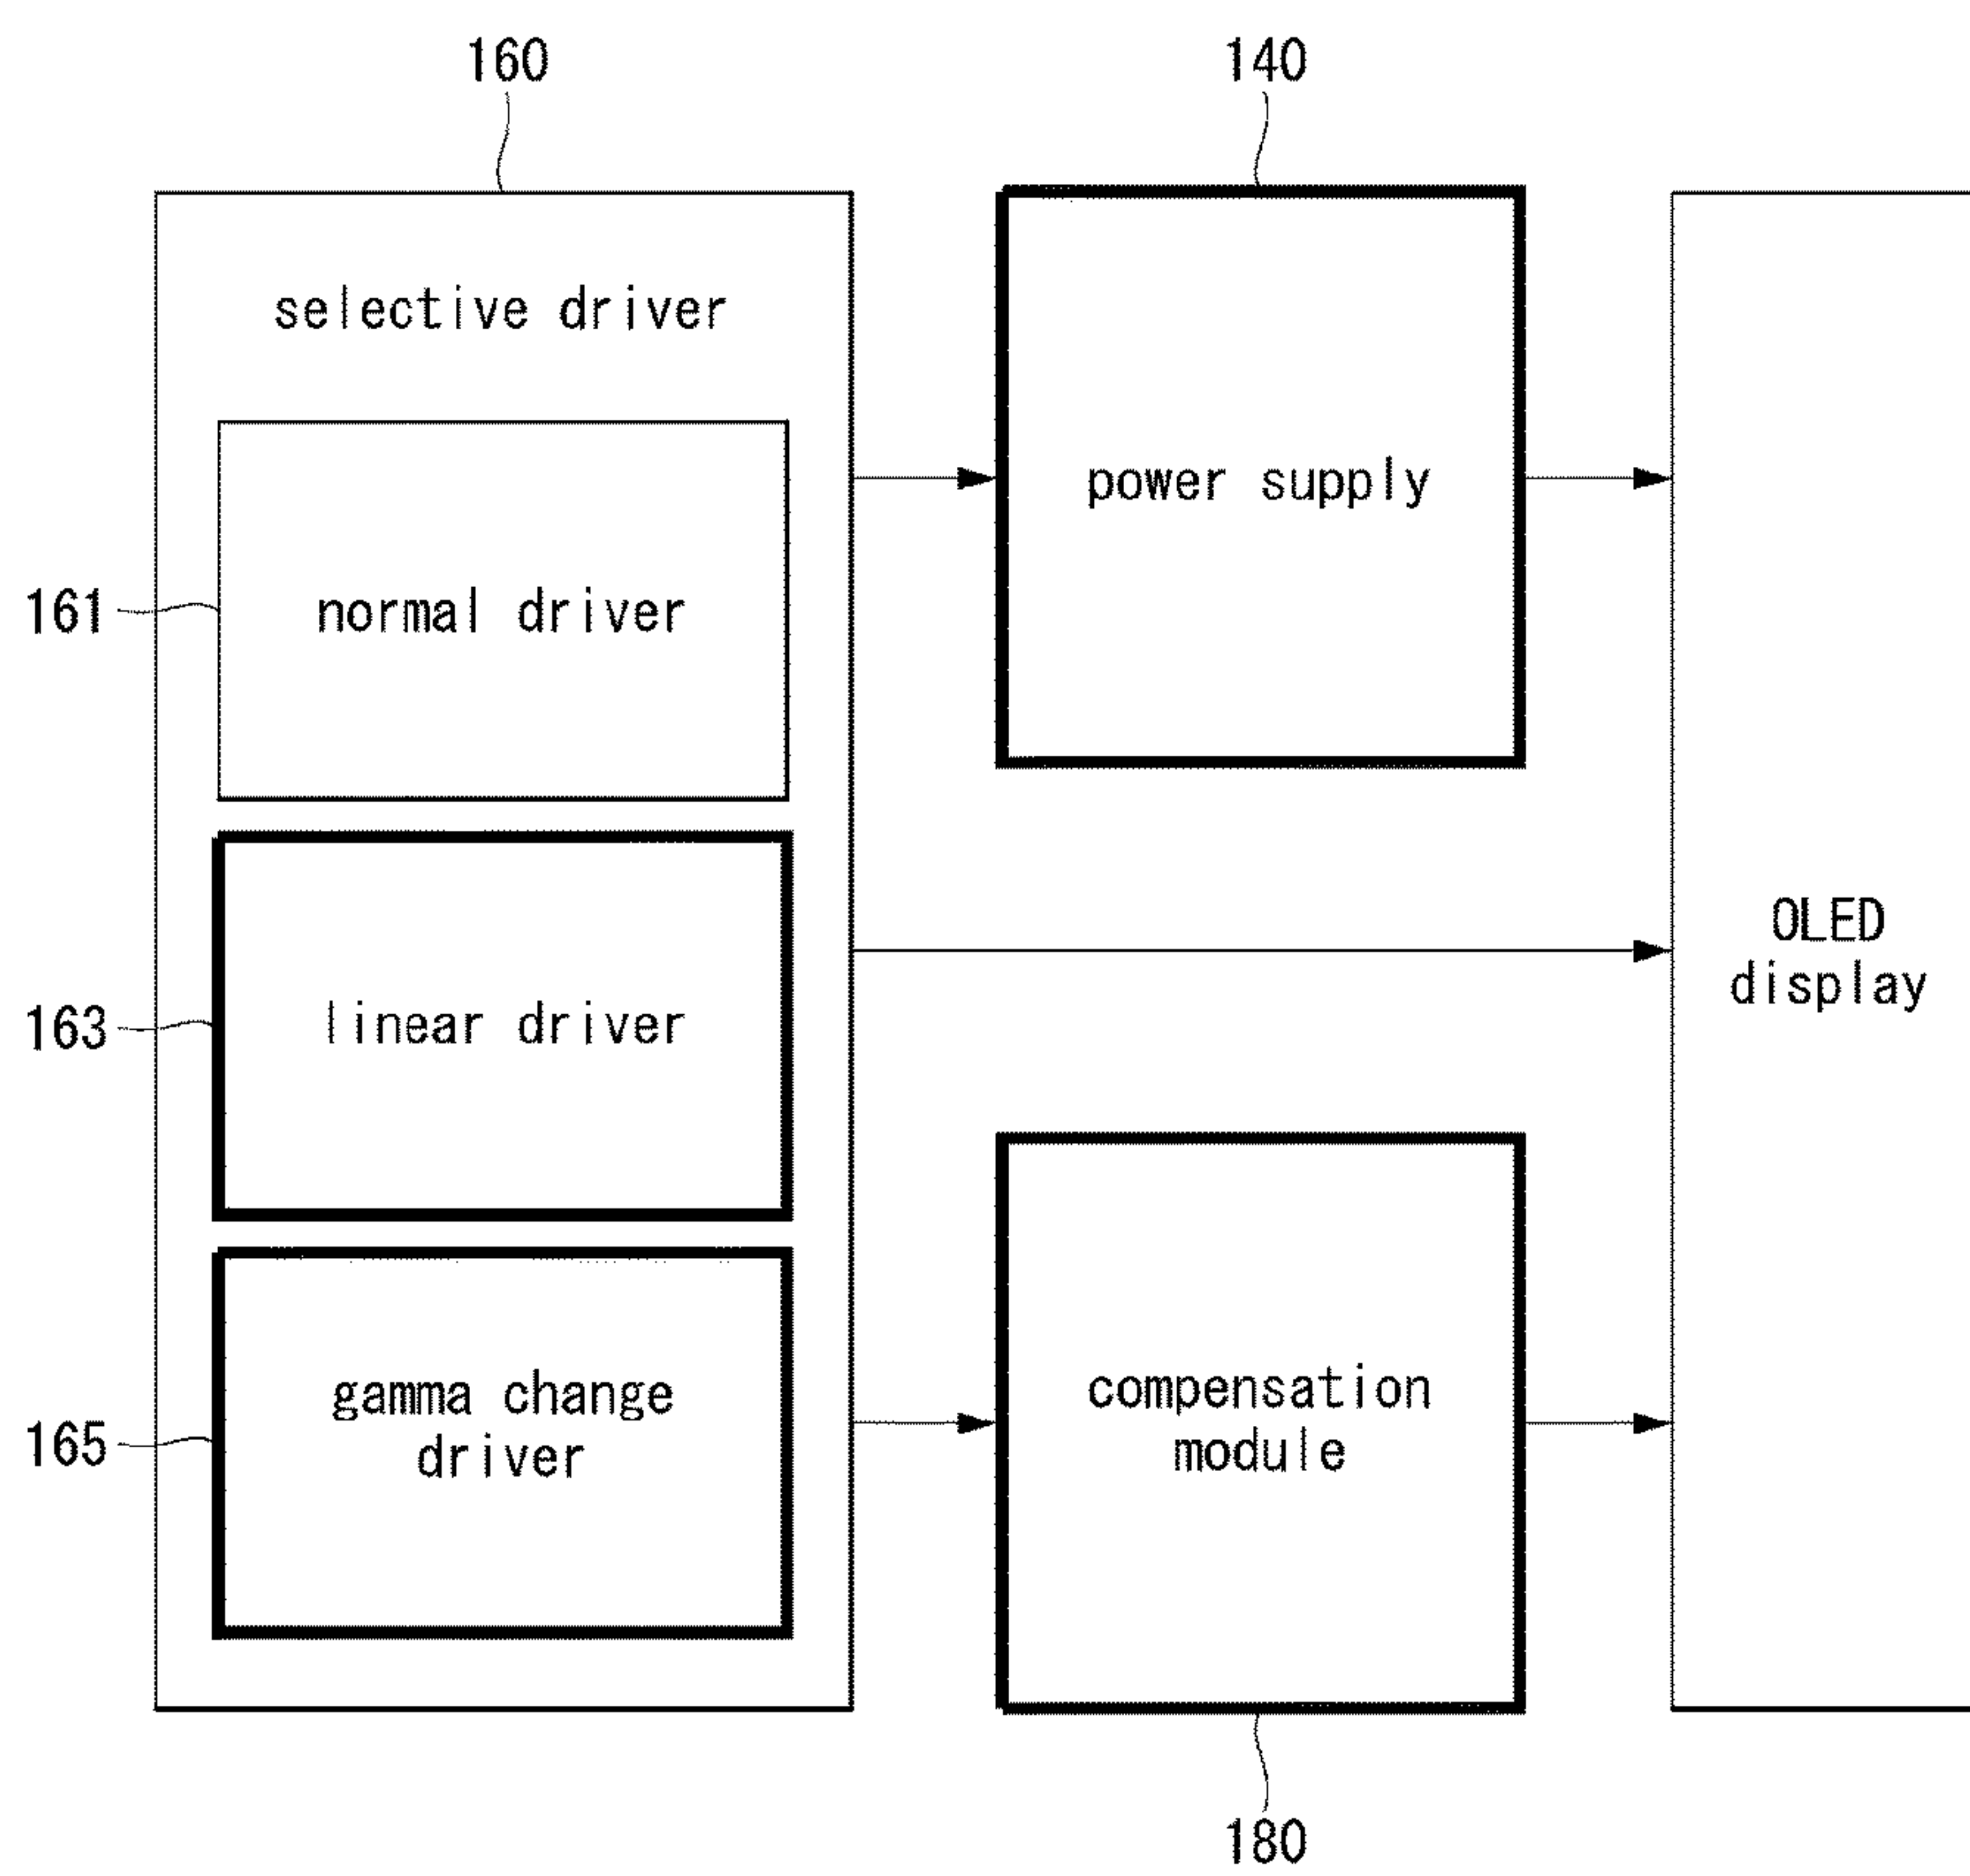 160
140
selective driver
power supply
161
normal driver
OLED
display
163
linear driver
165
gamma change
driver
compensation
module
180